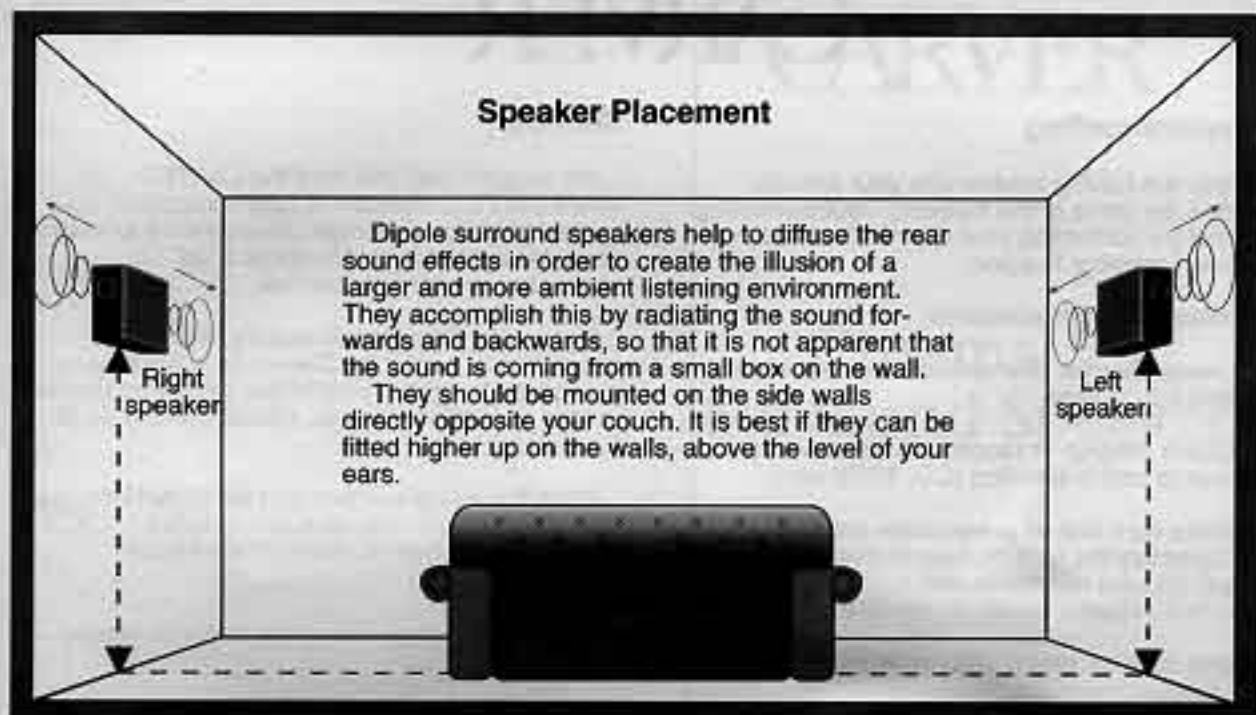 Speaker Placement
Dipole surround speakers help to diffuse the rear
sound effects in order to create the illusion of a
larger and more ambient listening environment.
They accomplish this by radiating the sound for-
wards and backwards, so that it is not apparent that
the sound is coming from a small box on the wall.
They should be mounted on the side walls
directly opposite your couch. It is best if they can be
fitted higher up on the walls, above the level of your
ears.
Right
speaker
Left
speaker